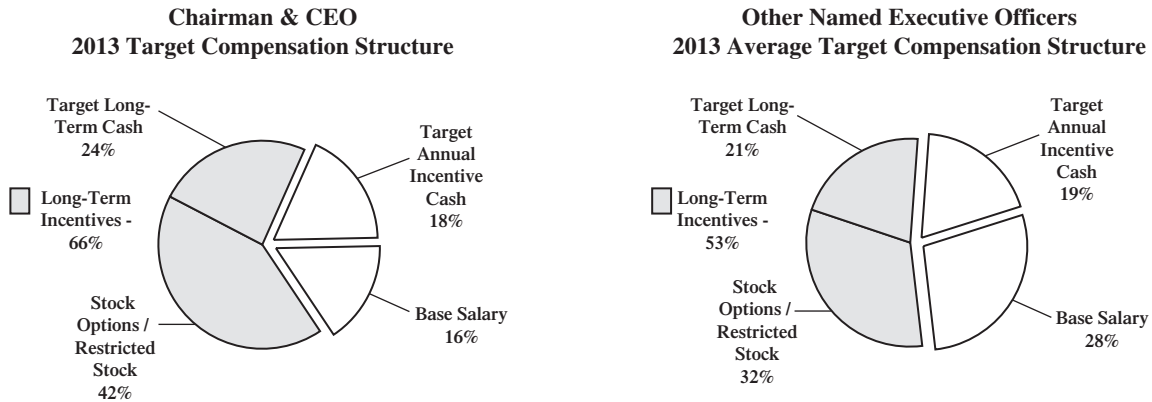 Chairman & CEO
2013 Target Compensation Structure
Target Long-
Term Cash
24%
Target
Annual
Incentive
Cash
18%
Long-Term
Incentives -
66%
Stock
Options /
Restricted
Stock
42%
Base Salary
16%
Other Named Executive Officers
2013 Average Target Compensation Structure
Target Long-
Term Cash
21%
Target
Annual
Incentive
Cash
19%
Long-Term
Incentives -
53%
Stock
Options /
Restricted
Stock
32%
Base Salary
28%